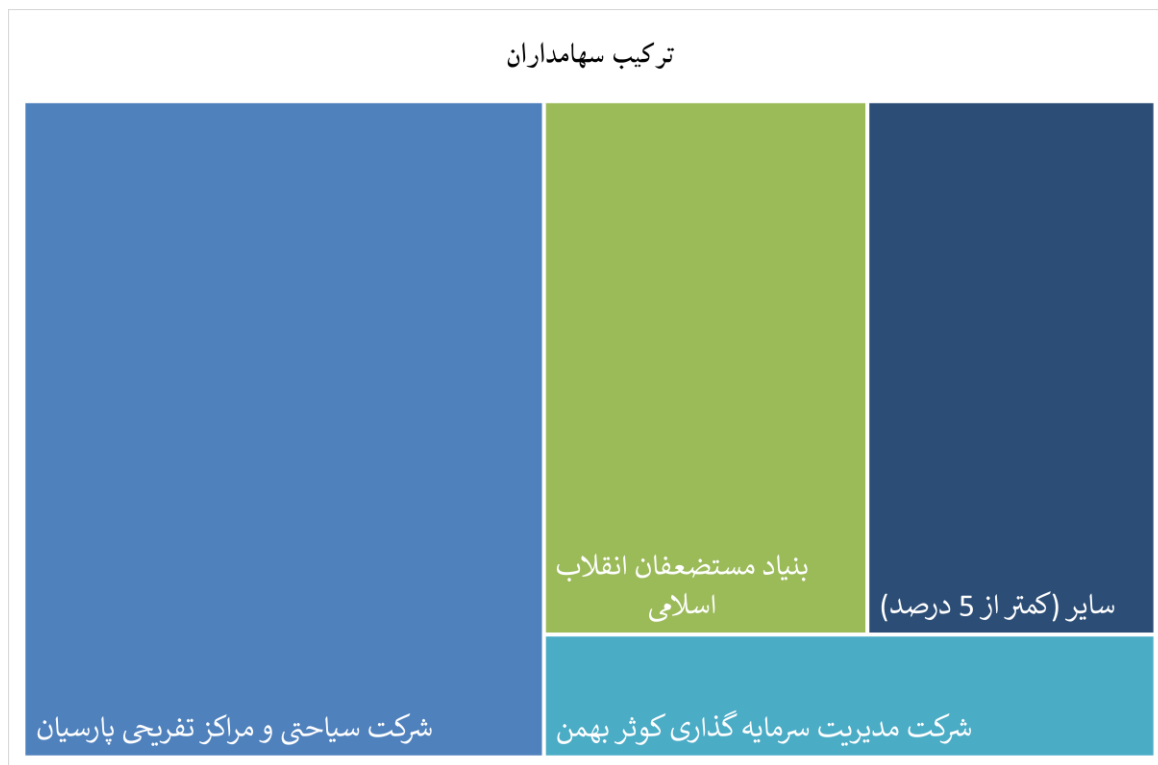 ترکیب سهامداران
بنیاد مستضعفان انقلاب
اسلامی
سایر (کمتر از 5 درصد)
شرکت سیاحتی و مراکز تفریحی پارسیان
شرکت مدیریت سرمایه گذاری کوثر بهمن